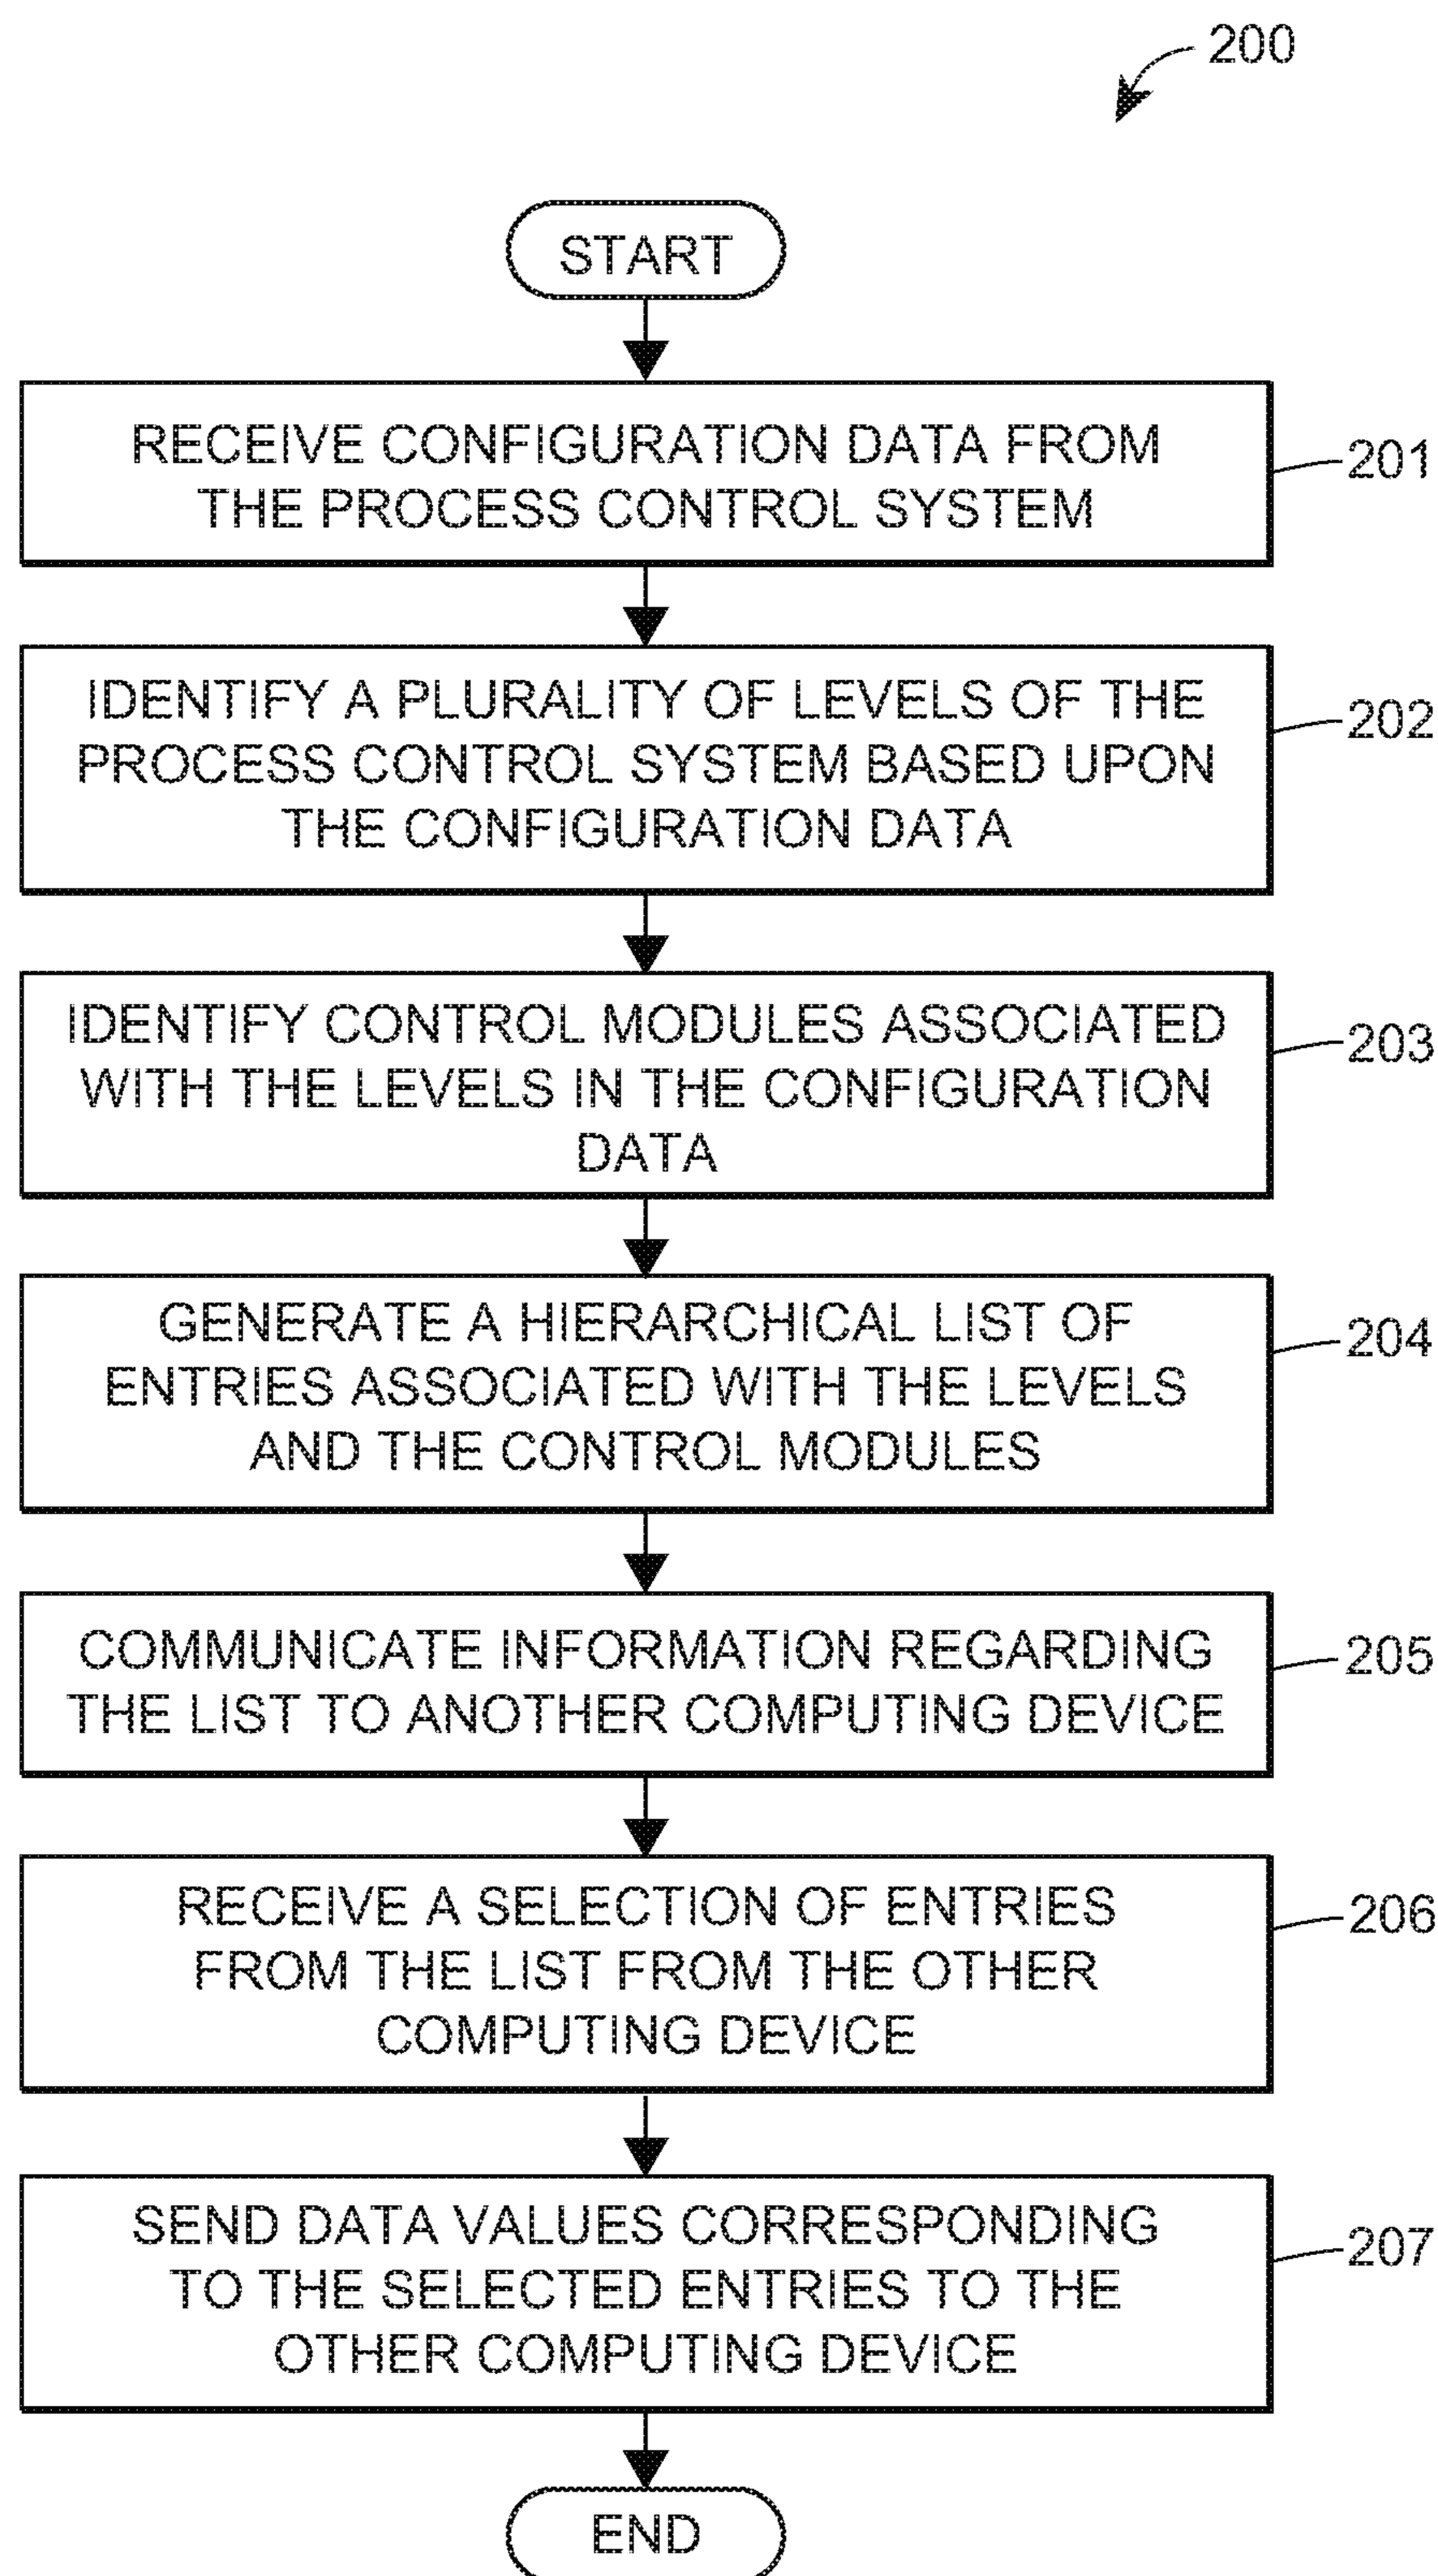 200
START
RECEIVE CONFIGURATION DATA FROM
THE PROCESS CONTROL SYSTEM
201
IDENTIFY A PLURALITY OF LEVELS OF THE
PROCESS CONTROL SYSTEM BASED UPON
THE CONFIGURATION DATA
202
IDENTIFY CONTROL MODULES ASSOCIATED
WITH THE LEVELS IN THE CONFIGURATION
DATA
203
GENERATE A HIERARCHICAL LIST OF
ENTRIES ASSOCIATED WITH THE LEVELS
AND THE CONTROL MODULES
204
COMMUNICATE INFORMATION REGARDING
THE LIST TO ANOTHER COMPUTING DEVICE
205
RECEIVE A SELECTION OF ENTRIES
FROM THE LIST FROM THE OTHER
COMPUTING DEVICE
206
SEND DATA VALUES CORRESPONDING
TO THE SELECTED ENTRIES TO THE
OTHER COMPUTING DEVICE
207
END